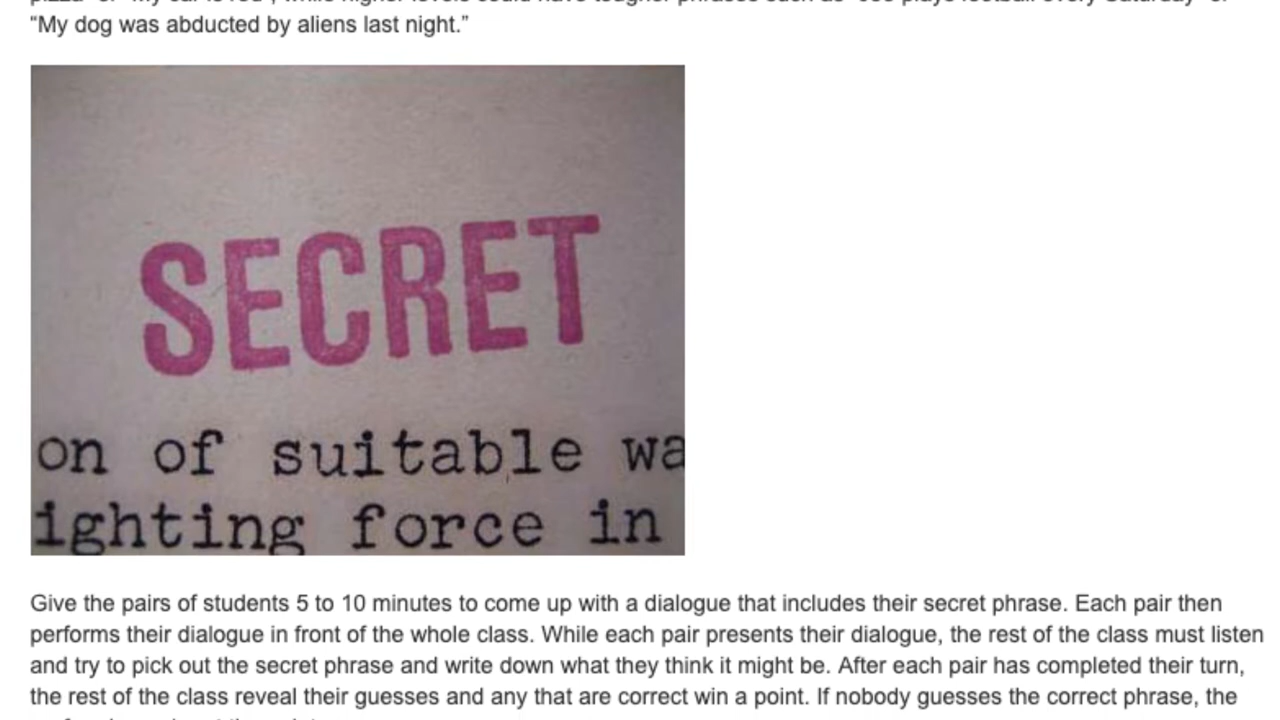 “My dog was abducted by aliens last night.”
SECRET
on of suitable wa
ighting force in
Give the pairs of students 5 to 10 minutes to come up with a dialogue that includes their secret phrase. Each pair then
performs their dialogue in front of the whole class. While each pair presents their dialogue, the rest of the class must listen
and try to pick out the secret phrase and write down what they think it might be. After each pair has completed their turn,
the rest of the class reveal their guesses and any that are correct win a point. If nobody guesses the correct phrase, the